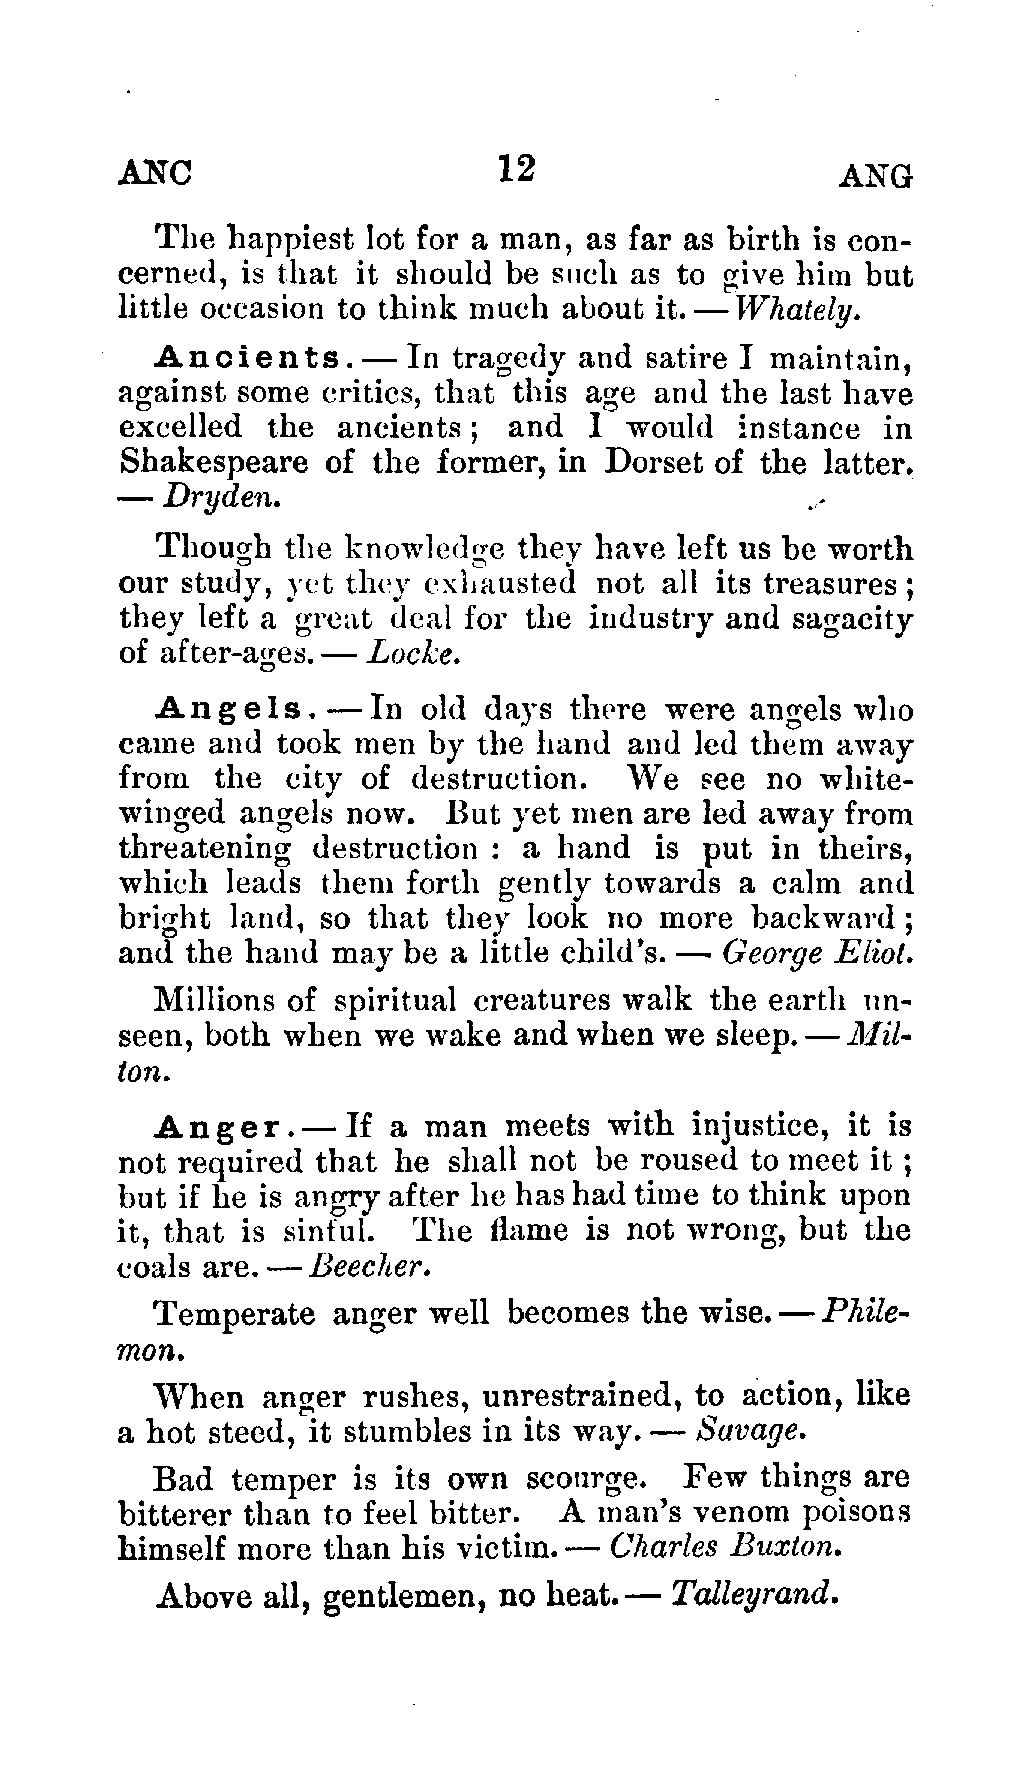 ANC 12 ANG
The happiest lot for a man, as far as birth is con-
cerned, is that it should be such as to give him but
little occasion to think much about it. — Whately.
Ancients. — In tragedy and satire I maintain,
against some critics, that this age and the last have
excelled the ancients; and I would instance in
Shakespeare of the former, in Dorset of the latter.
— Dryden.
Though the knowledge they have left us be worth
our study, yet they exhausted not all its treasures;
they left a great deal for the industry and sagacity
of after-ages. — Locke.
Angels. — In old days there were angels who
came and took men by the hand and led them away
from the city of destruction. We see no white-
winged angels now. But yet men are led away from
threatening destruction : a hand is put in theirs,
which leads them forth gently towards a calm and
bright land, so that they look no more backward;
and the hand may be a little child's. — George Eliot.
Millions of spiritual creatures walk the earth un-
seen, both when we wake and when we sleep. — Mil-
ton.
Anger. — If a man meets with injustice, it is
not required that he shall not be roused to meet it;
but if he is angry after he has had time to think upon
it, that is sinful. The flame is not wrong, but the
coals are. — Beecher.
Temperate anger well becomes the wise. — Phile-
mon.
When anger rushes, unrestrained, to action, like
a hot steed, it stumbles in its way. — Savage.
Bad temper is its own scourge. Few things are
bitterer than to feel bitter. A man's venom poisons
himself more than his victim. — Charles Buxton.
Above all, gentlemen, no heat. — Talleyrand.